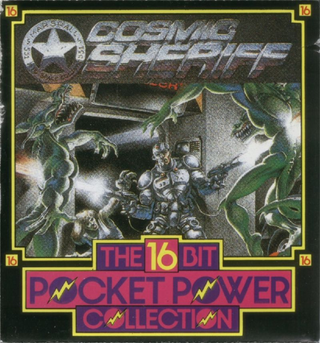 16
16
COSMIC
SHERIFF
16
16
THE 16 BIT
POCKET POWER
COLLECTION